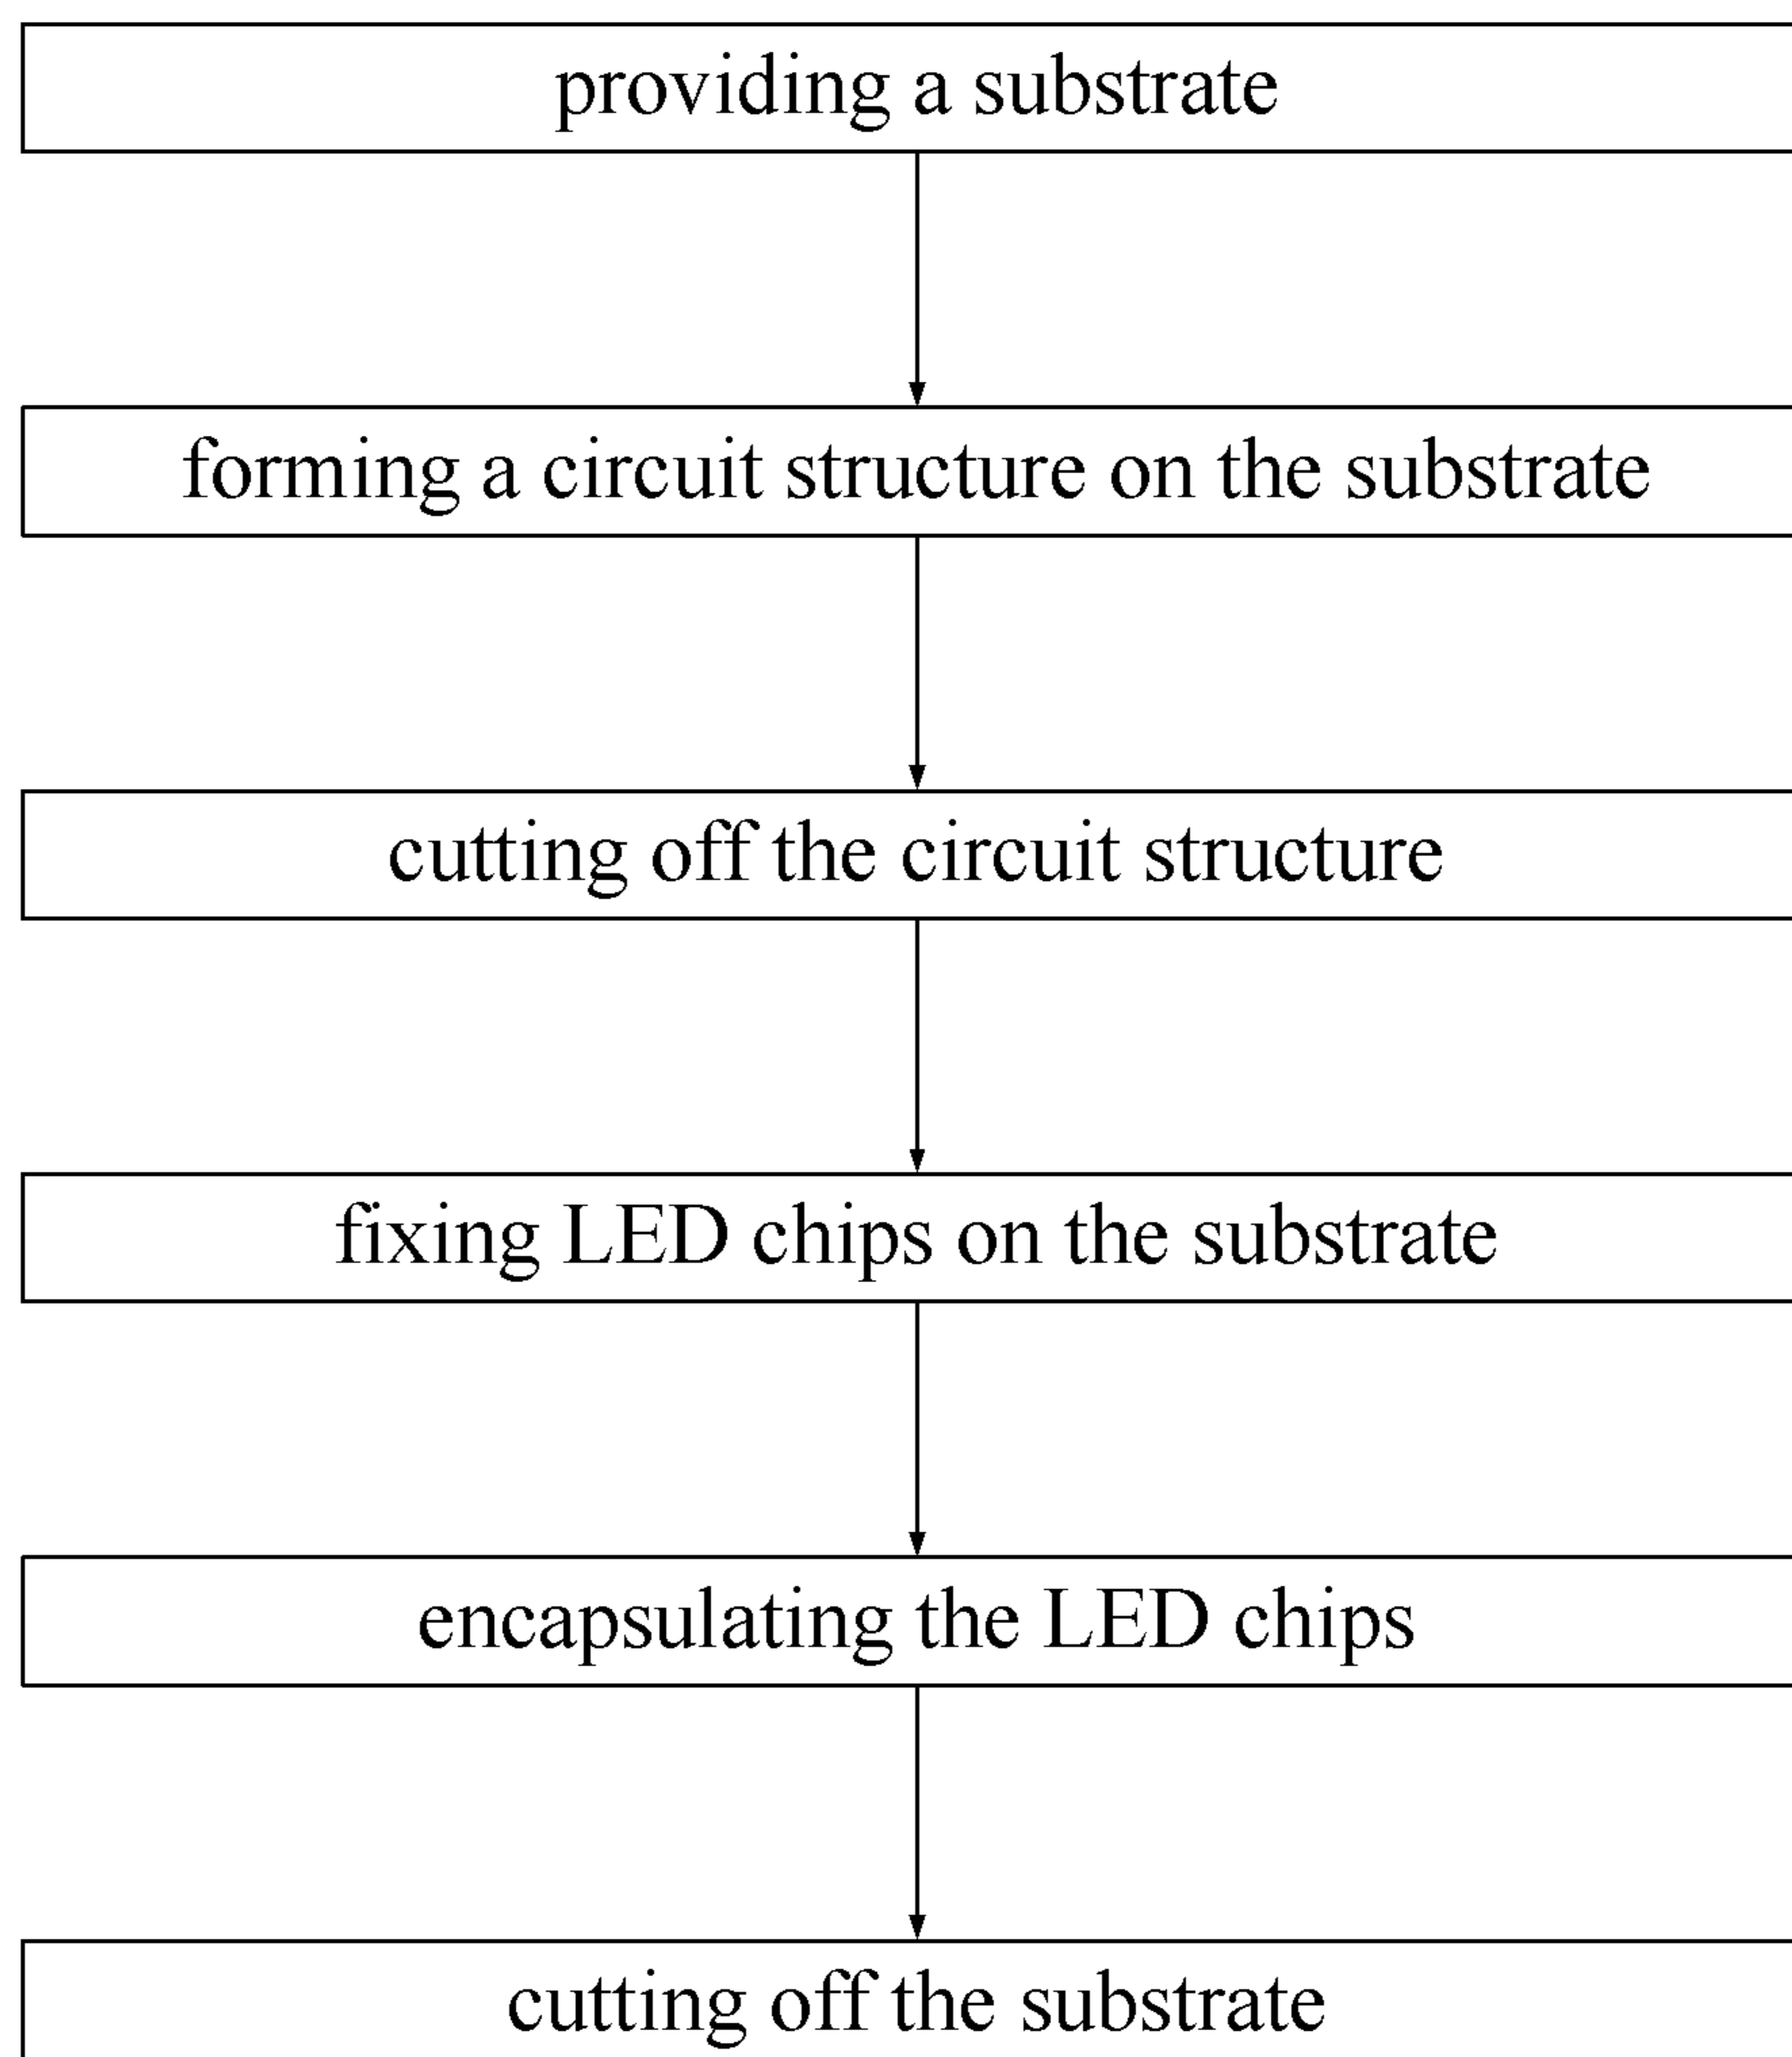 providing a substrate
forming a circuit structure on the substrate
cutting off the circuit structure
fixing LED chips on the substrate
encapsulating the LED chips
cutting off the substrate